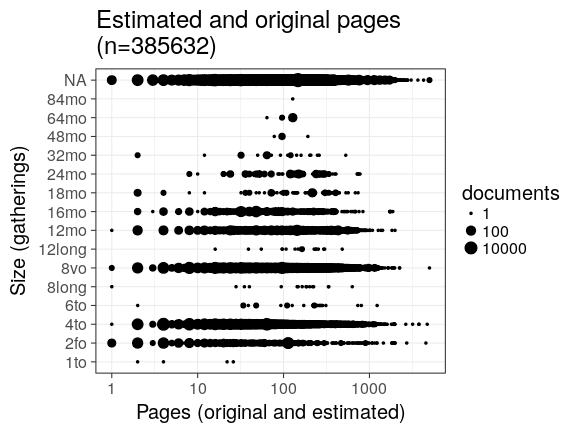 Estimated and original pages
(n=385632)
NA
84mo
64mo
48mo
32mo
24mo
18mo
16mo
12mo
12long
8vo
8long
6to
4to
2fo
1to
1 10 100 1000
Pages (original and estimated)
Size (gatherings)
documents
1
100
10000